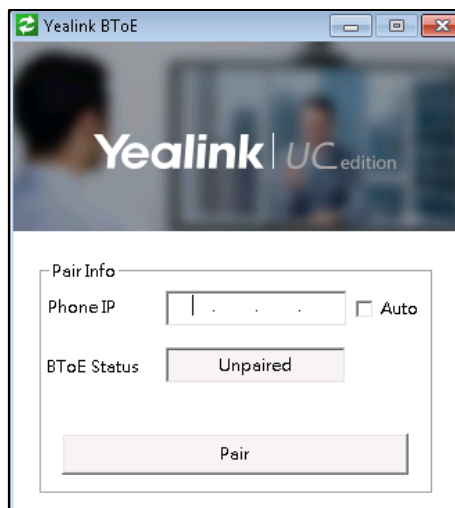 Yealink BToE
Yealink | UC edition
Pair Info
Phone IP . . . Auto
BToE Status Unpaired
Pair